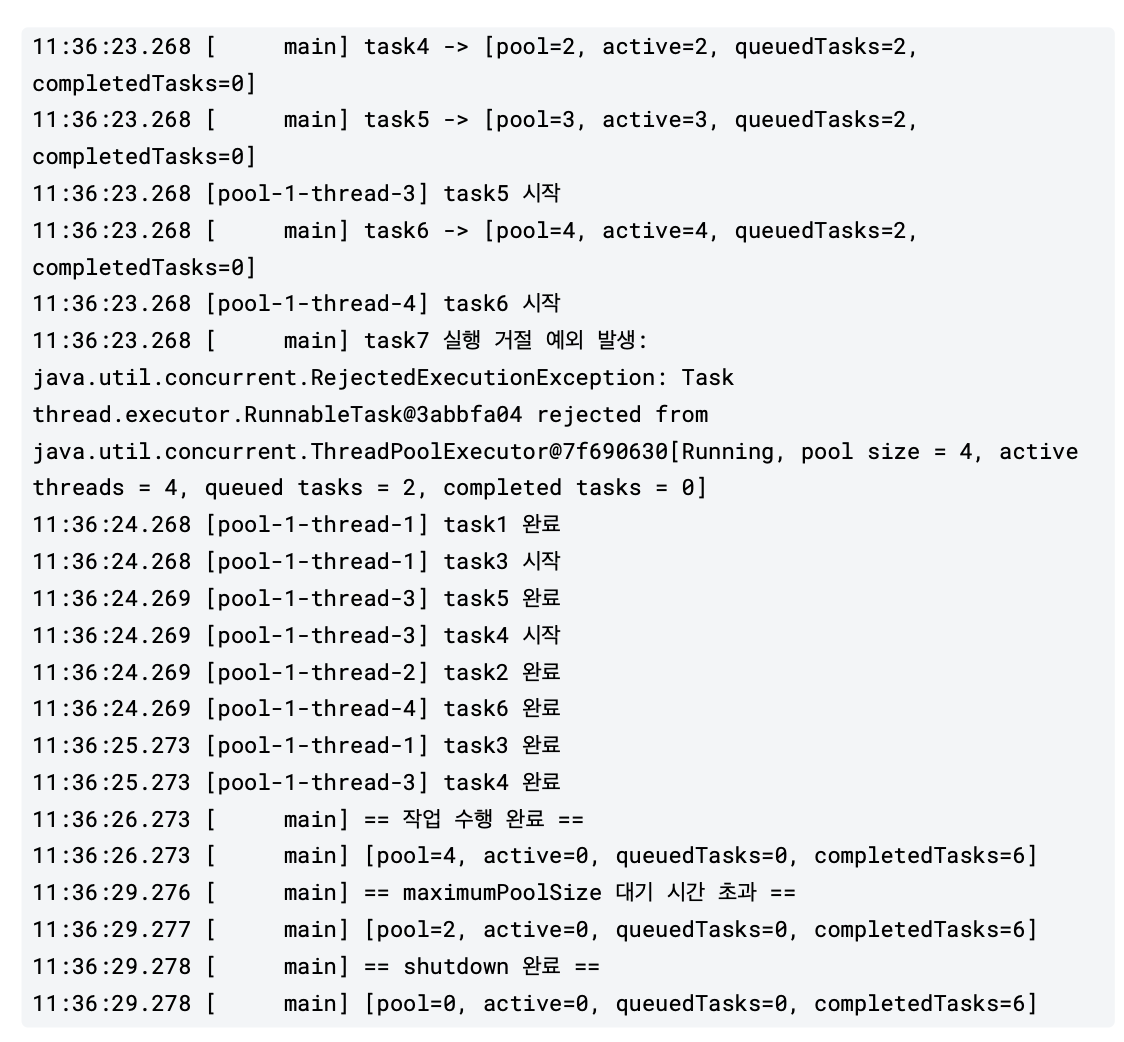 11:36:23.268 [     main] task4 -> [pool=2, active=2, queuedTasks=2,
completedTasks=0]
11:36:23.268 [     main] task5 -> [pool=3, active=3, queuedTasks=2,
completedTasks=0]
11:36:23.268 [pool-1-thread-3] task5 시작
11:36:23.268 [     main] task6 -> [pool=4, active=4, queuedTasks=2,
completedTasks=0]
11:36:23.268 [pool-1-thread-4] task6 시작
11:36:23.268 [     main] task7 실행 거절 예외 발생:
java.util.concurrent.RejectedExecutionException: Task
thread.executor.RunnableTask@3abbfa04 rejected from
java.util.concurrent.ThreadPoolExecutor@7f690630[Running, pool size = 4, active
threads = 4, queued tasks = 2, completed tasks = 0]
11:36:24.268 [pool-1-thread-1] task1 완료
11:36:24.268 [pool-1-thread-1] task3 시작
11:36:24.269 [pool-1-thread-3] task5 완료
11:36:24.269 [pool-1-thread-3] task4 시작
11:36:24.269 [pool-1-thread-2] task2 완료
11:36:24.269 [pool-1-thread-4] task6 완료
11:36:25.273 [pool-1-thread-1] task3 완료
11:36:25.273 [pool-1-thread-3] task4 완료
11:36:26.273 [     main] == 작업 수행 완료 ==
11:36:26.273 [     main] [pool=4, active=0, queuedTasks=0, completedTasks=6]
11:36:29.276 [     main] == maximumPoolSize 대기 시간 초과 ==
11:36:29.277 [     main] [pool=2, active=0, queuedTasks=0, completedTasks=6]
11:36:29.278 [     main] == shutdown 완료 ==
11:36:29.278 [     main] [pool=0, active=0, queuedTasks=0, completedTasks=6]